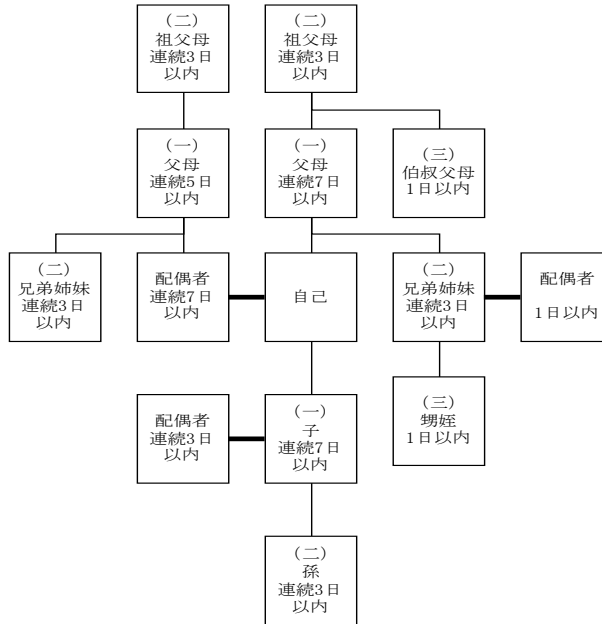 （二）
祖父母
連続3日
以内
（二）
祖父母
連続3日
以内
（一）
父母
連続5日
以内
（一）
父母
連続7日
以内
（三）
伯叔父母
1日以内
（二）
兄弟姉妹
連続3日
以内
配偶者
連続7日
以内
自己
（二）
兄弟姉妹
連続3日
以内
配偶者
1日以内
配偶者
連続3日
以内
（一）
子
連続7日
以内
（三）
甥姪
1日以内
（二）
孫
連続3日
以内